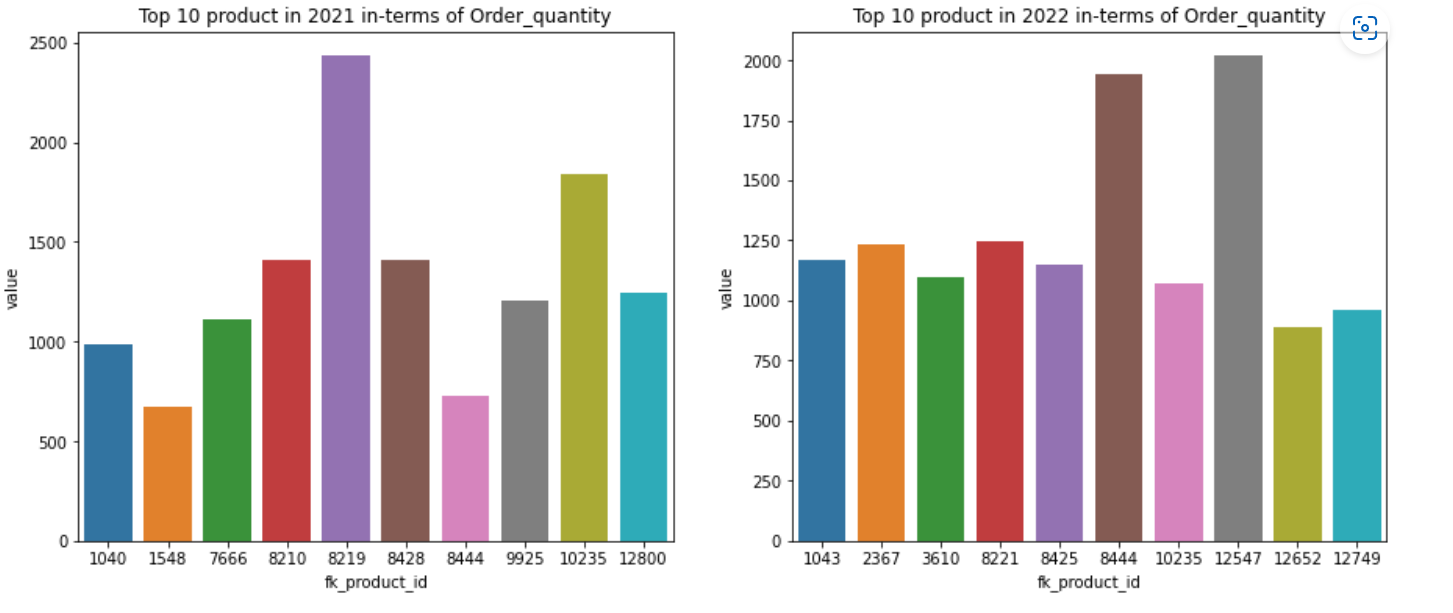 Top 10 product in 2021 in-terms of Order_quantity
2500
2000
1500
1000
500
0
value
1040 1548 7666 8210 8219 8428 8444 9925 10235 12800
fk_product_id
Top 10 product in 2022 in-terms of Order_quantity
2000
1750
1500
1250
1000
750
500
250
0
value
1043 2367 3610 8221 8425 8444 10235 12547 12652 12749
fk_product_id